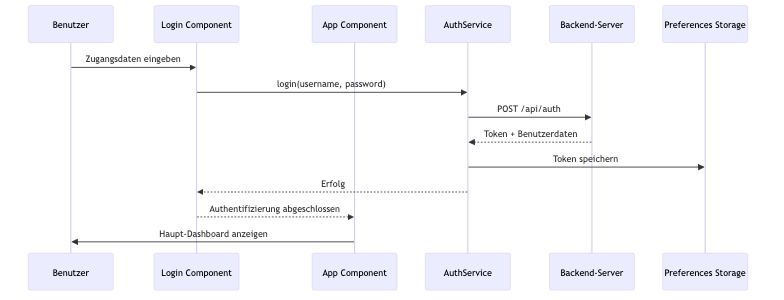 Benutzer
Login Component
App Component
AuthService
Backend-Server
Preferences Storage
Zugangsdaten eingeben
login(username, password)
POST /api/auth
Token + Benutzerdaten
Token speichern
Erfolg
Authentifizierung abgeschlossen
Haupt-Dashboard anzeigen
Benutzer
Login Component
App Component
AuthService
Backend-Server
Preferences Storage